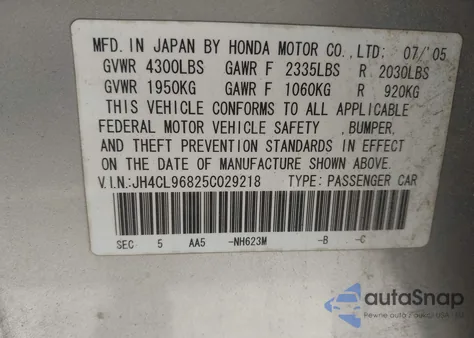 MFD. IN JAPAN BY HONDA MOTOR CO., LTD; 07/'05
GVWR 4300LBS GAWR F 2335LBS R 2030LBS
GVWR 1950KG GAWR F 1060KG R 920KG
THIS VEHICLE CONFORMS TO ALL APPLICABLE
FEDERAL MOTOR VEHICLE SAFETY , BUMPER,
AND THEFT PREVENTION STANDARDS IN EFFECT
ON THE DATE OF MANUFACTURE SHOWN ABOVE.
V.I.N:JH4CL96825C029218 TYPE: PASSENGER CAR
SEC 5 AA5 -NH623M -B -C
autoSnap